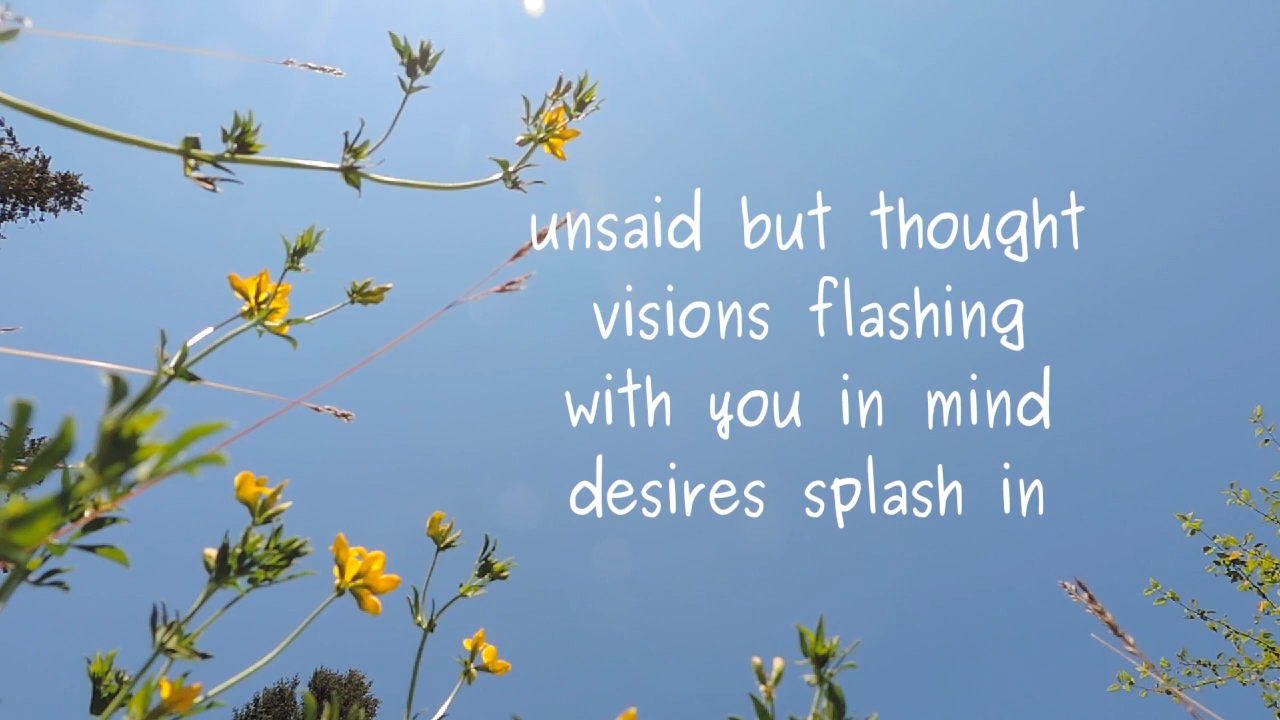 unsaid but thought
visions flashing
with you in mind
desires splash in